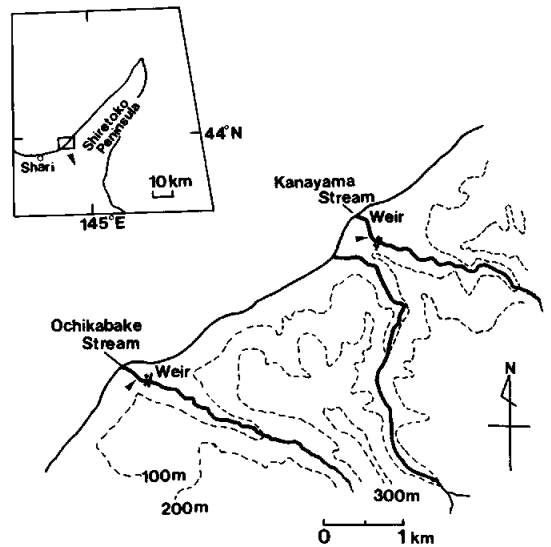 Shiretoko
Peninsula
44°N
Shari
10 km
145°E
Kanayama
Stream
Weir
Ochikabake
Stream
Weir
N
100m
200m
300m
0 1 km